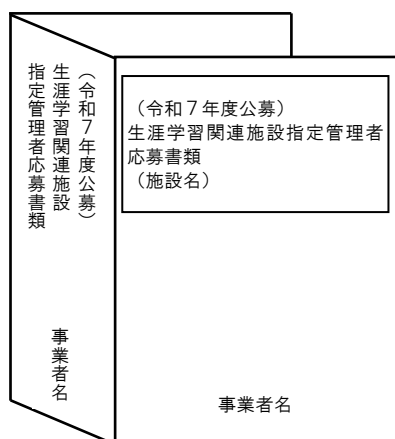 （令和７年度公募）
生涯学習関連施設
指定管理者応募書類
事業者名
（令和７年度公募）
生涯学習関連施設指定管理者
応募書類
（施設名）
事業者名